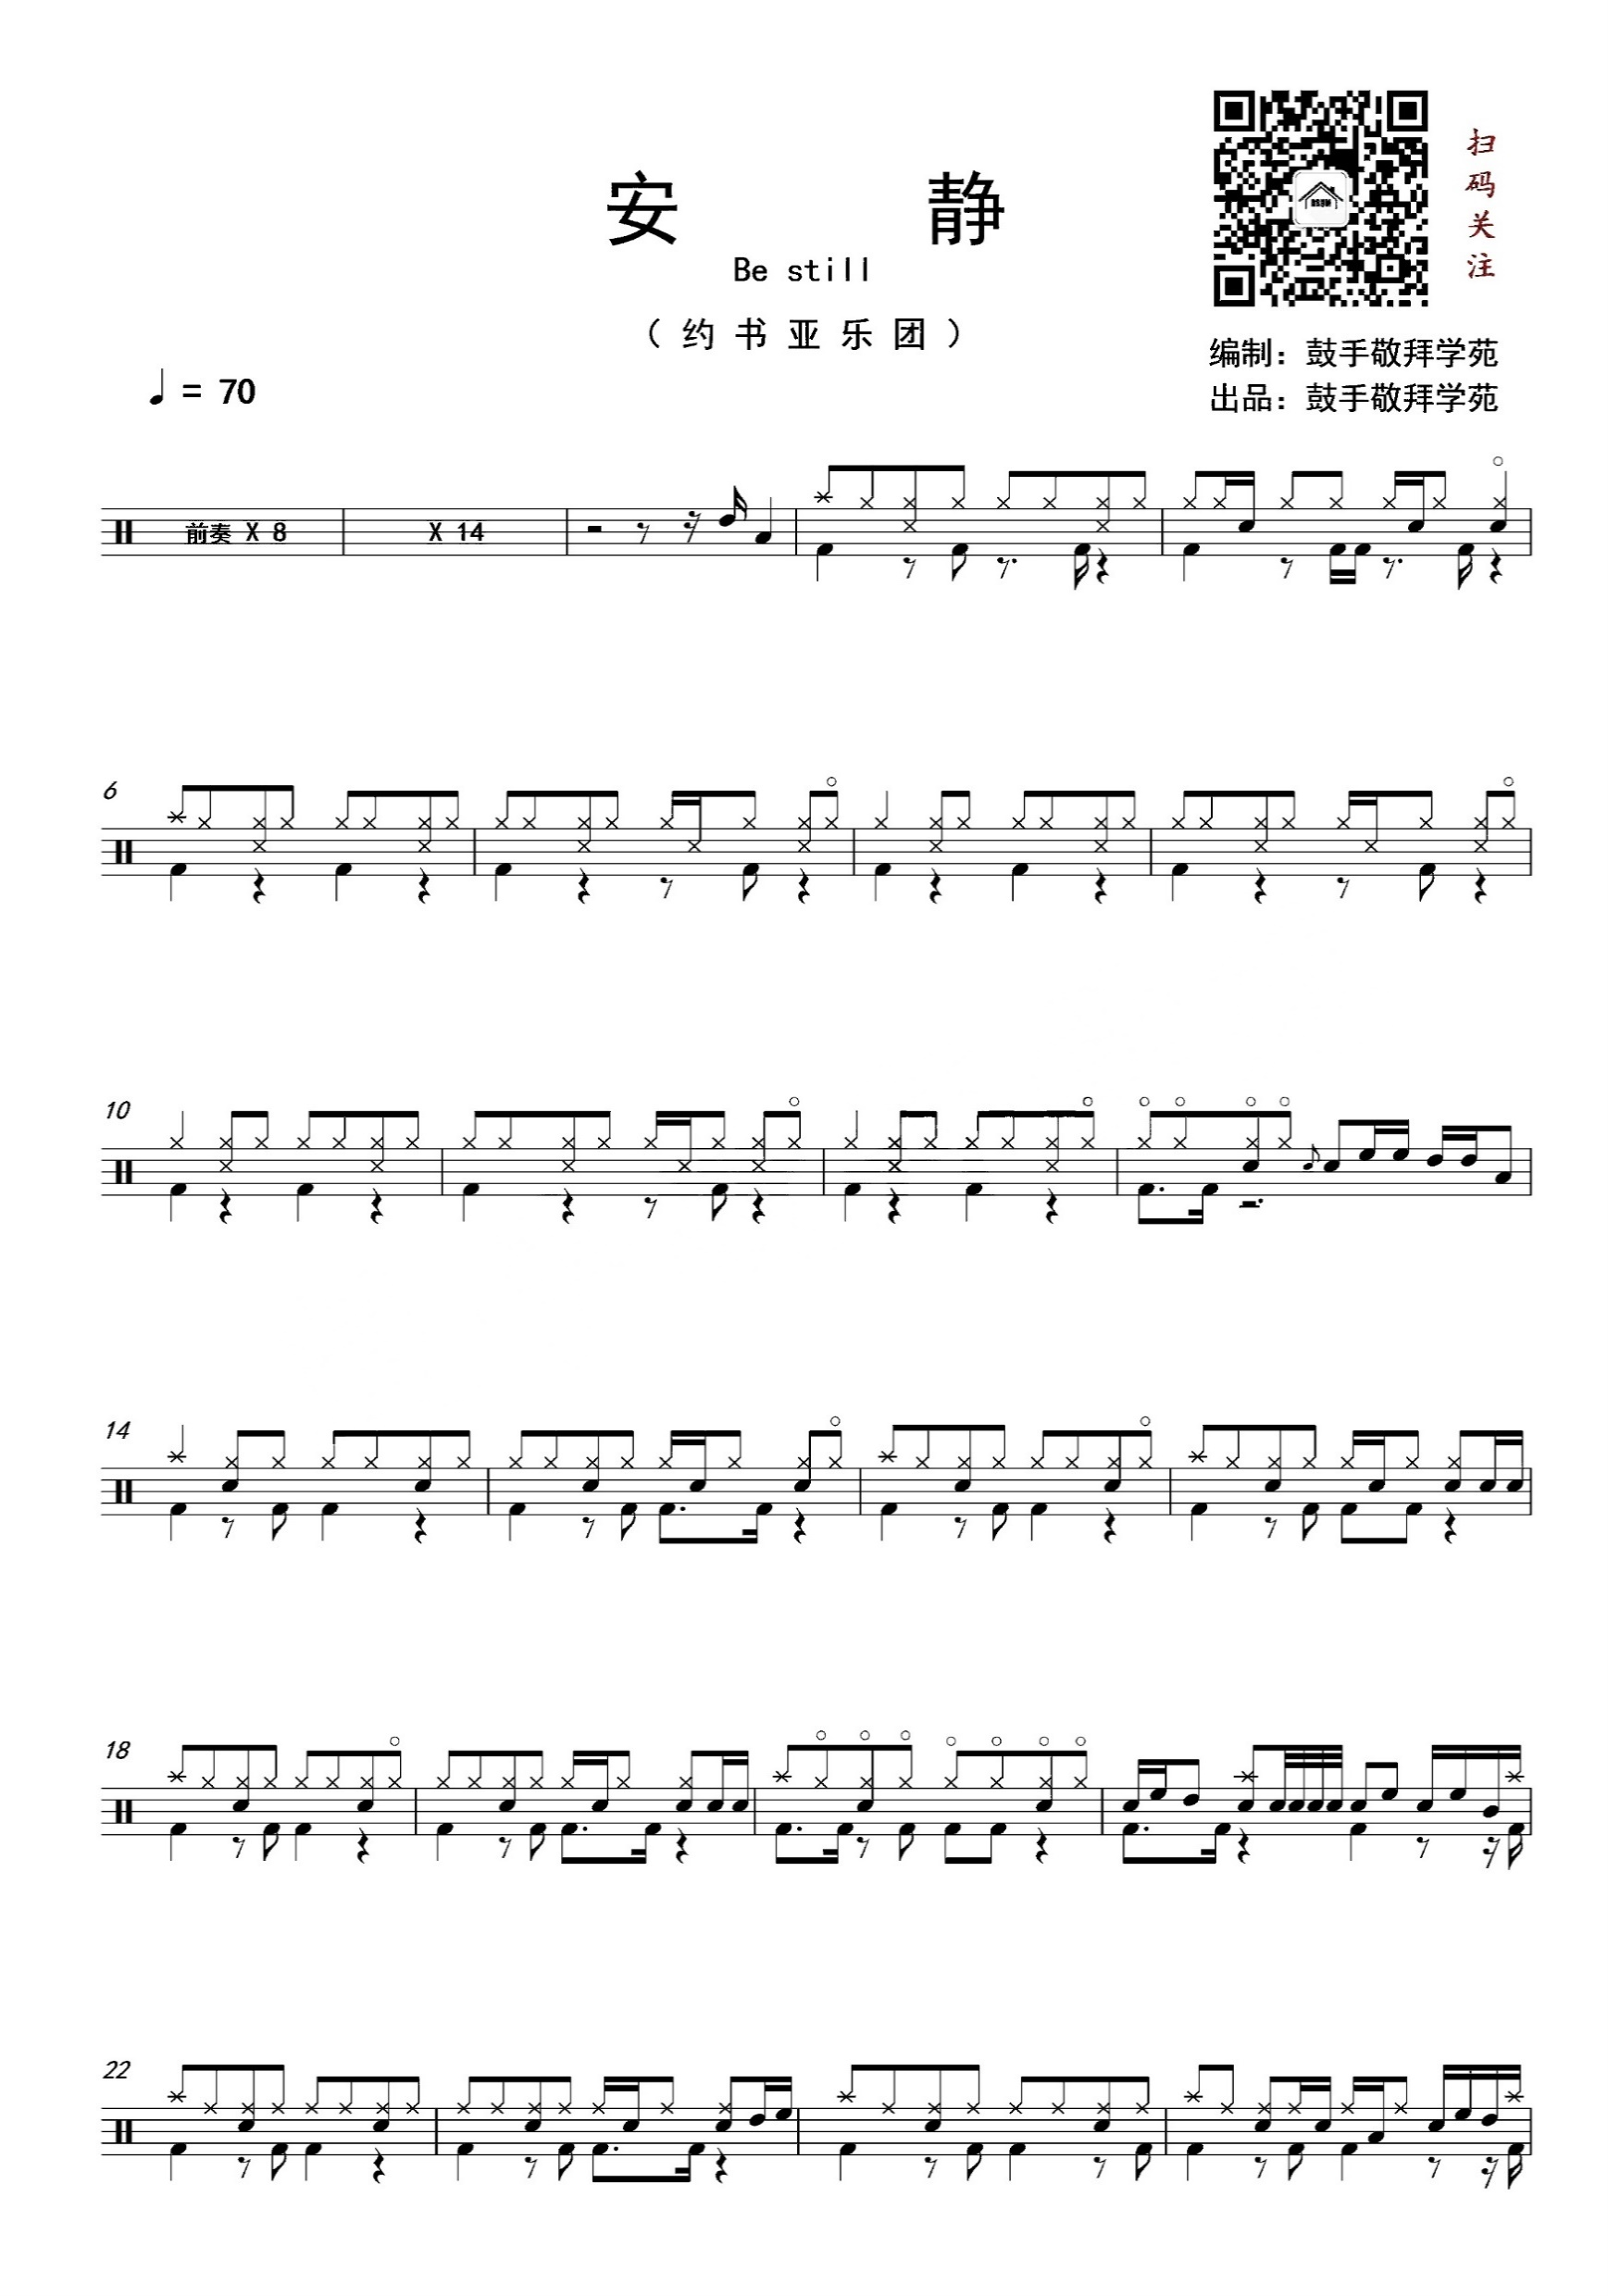 安 静
Be still
（约书亚乐团）
扫码关注
编制：鼓手敬拜学苑
出品：鼓手敬拜学苑
= 70
前奏 X 8
X 14
6
10
14
18
22